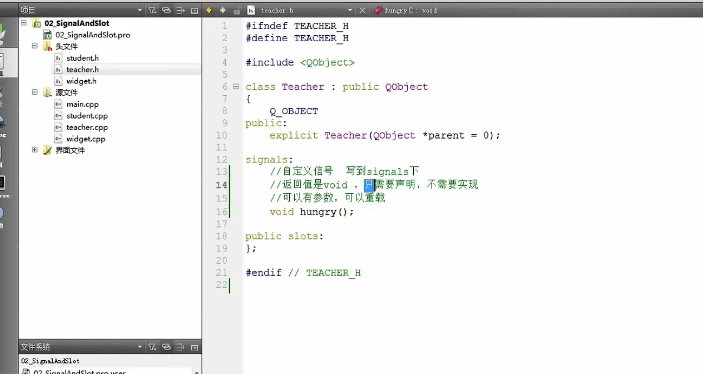 项目
teacher.h
hungry(): void
02_SignalAndSlot
02_SignalAndSlot.pro
头文件
student.h
teacher.h
widget.h
源文件
main.cpp
student.cpp
teacher.cpp
widget.cpp
界面文件
1 #ifndef TEACHER_H
2 #define TEACHER_H
3
4 #include <QObject>
5
6 class Teacher : public QObject
7 {
8 Q_OBJECT
9 public:
10 explicit Teacher(QObject *parent = 0);
11
12 signals:
13 //自定义信号 写到signals下
14 //返回值是void ,只需要声明,不需要实现
15 //可以有参数,可以重载
16 void hungry();
17
18 public slots:
19 };
20
21 #endif // TEACHER_H
22
文件系统
02_SignalAndSlot
02_SignalAndSlot.pro.user